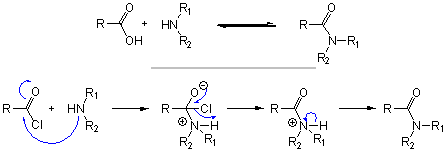 R O OH + HN R1 R2 R O N R1 R2
R O Cl + HN R1 R2 R O⊖ Cl N⊕ H R2 R1 R O N⊕ H R2 R1 R O N R1 R2